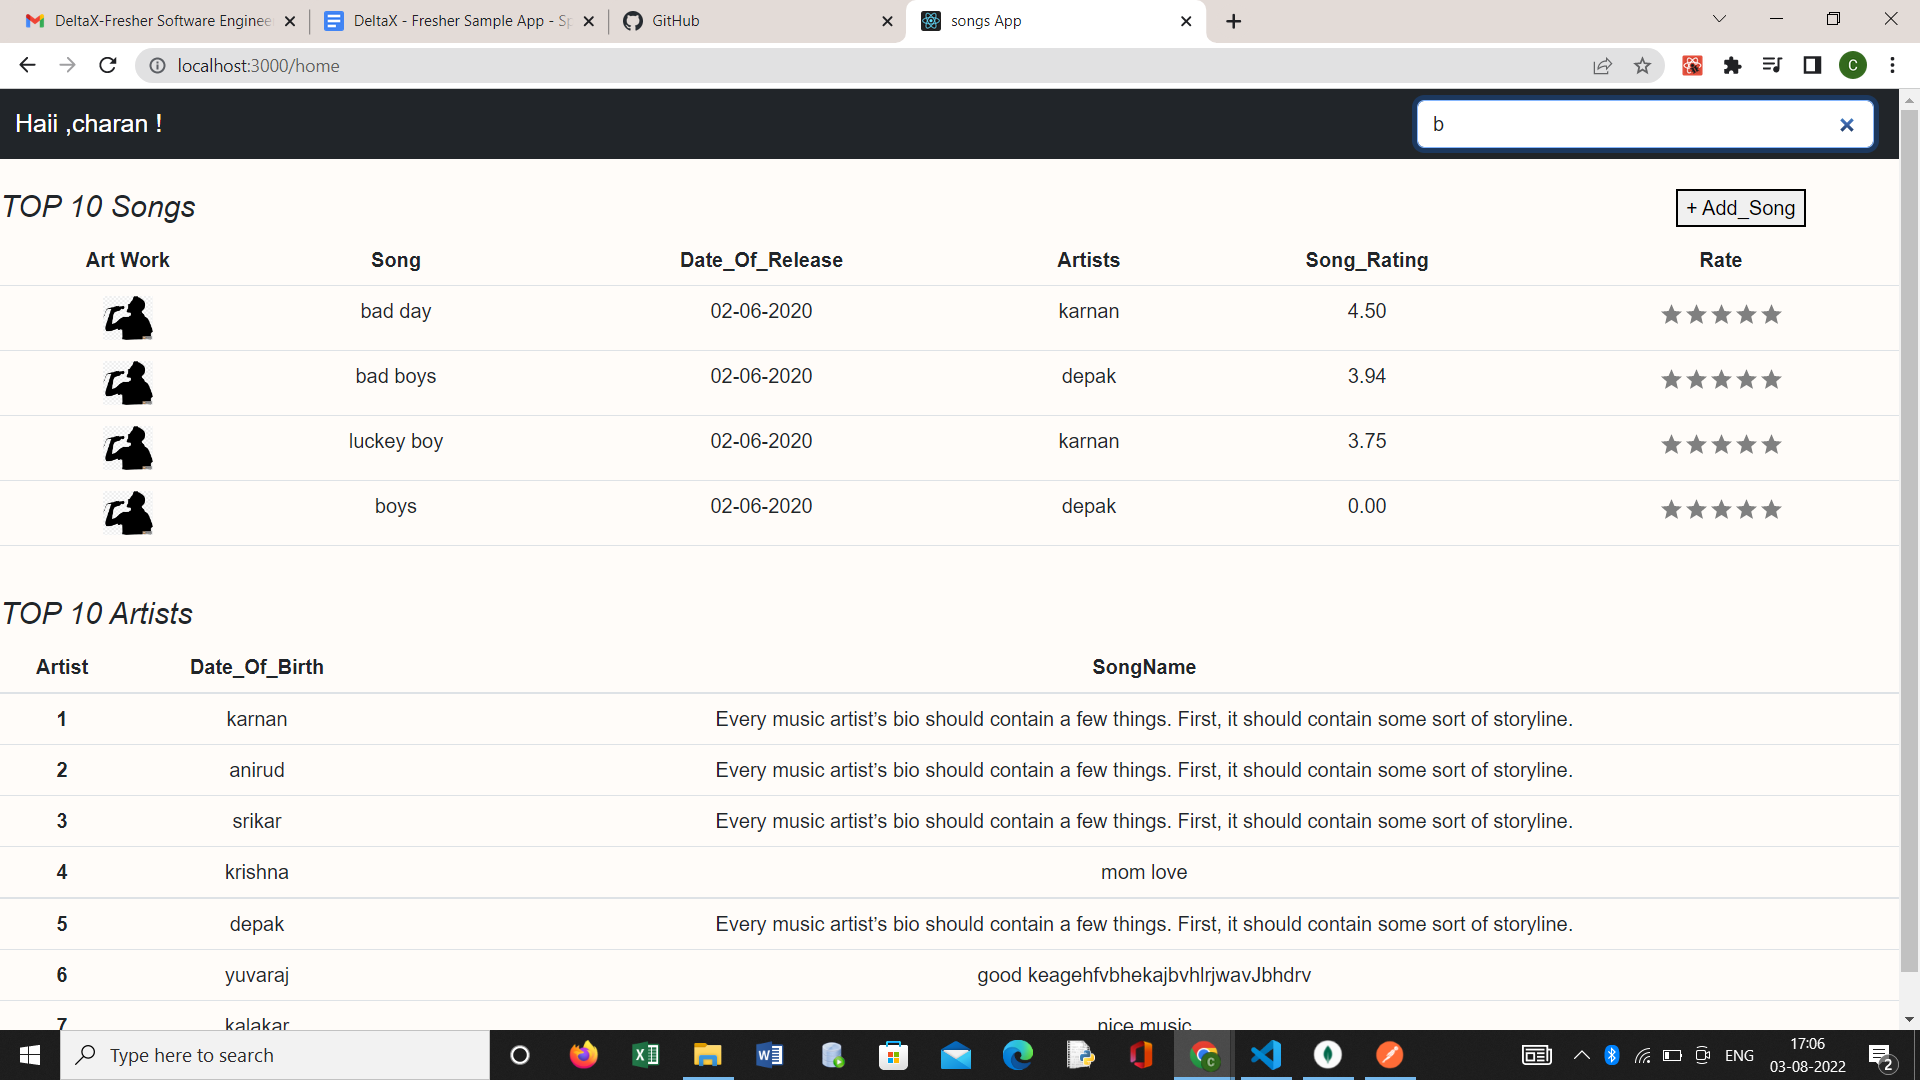 DeltaX-Fresher Software Enginee
DeltaX - Fresher Sample App - Sp
GitHub
songs App
localhost:3000/home
C
Haii ,charan !
b
TOP 10 Songs
+ Add_Song
Art Work Song Date_Of_Release Artists Song_Rating Rate
bad day 02-06-2020 karnan 4.50
bad boys 02-06-2020 depak 3.94
luckey boy 02-06-2020 karnan 3.75
boys 02-06-2020 depak 0.00
TOP 10 Artists
Artist Date_Of_Birth SongName
1 karnan Every music artist’s bio should contain a few things. First, it should contain some sort of storyline.
2 anirud Every music artist’s bio should contain a few things. First, it should contain some sort of storyline.
3 srikar Every music artist’s bio should contain a few things. First, it should contain some sort of storyline.
4 krishna mom love
5 depak Every music artist’s bio should contain a few things. First, it should contain some sort of storyline.
6 yuvaraj good keagehfvbhekajbvhlrjwavJbhdrv
7 kalakar nice music
Type here to search
ENG
17:06
03-08-2022
2